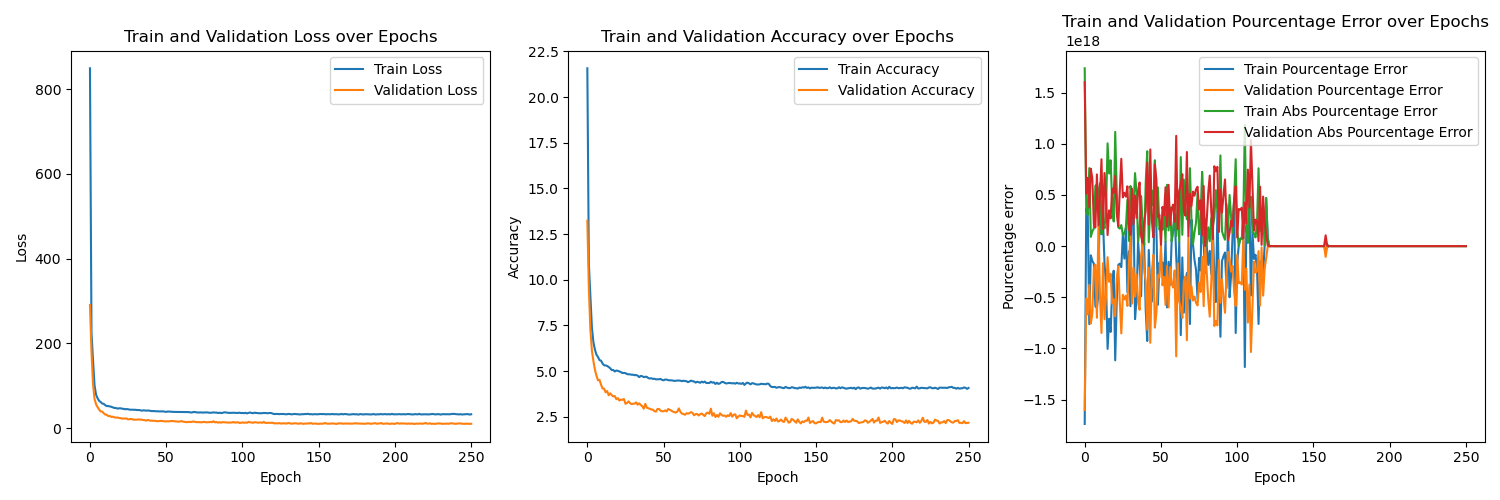 Train and Validation Loss over Epochs
Train Loss
Validation Loss
800
600
400
200
0
Loss
0 50 100 150 200 250
Epoch
Train and Validation Accuracy over Epochs
Train Accuracy
Validation Accuracy
22.5
20.0
17.5
15.0
12.5
10.0
7.5
5.0
2.5
Accuracy
0 50 100 150 200 250
Epoch
Train and Validation Pourcentage Error over Epochs
1e18
Train Pourcentage Error
Validation Pourcentage Error
Train Abs Pourcentage Error
Validation Abs Pourcentage Error
1.5
1.0
0.5
0.0
−0.5
−1.0
−1.5
Pourcentage error
0 50 100 150 200 250
Epoch